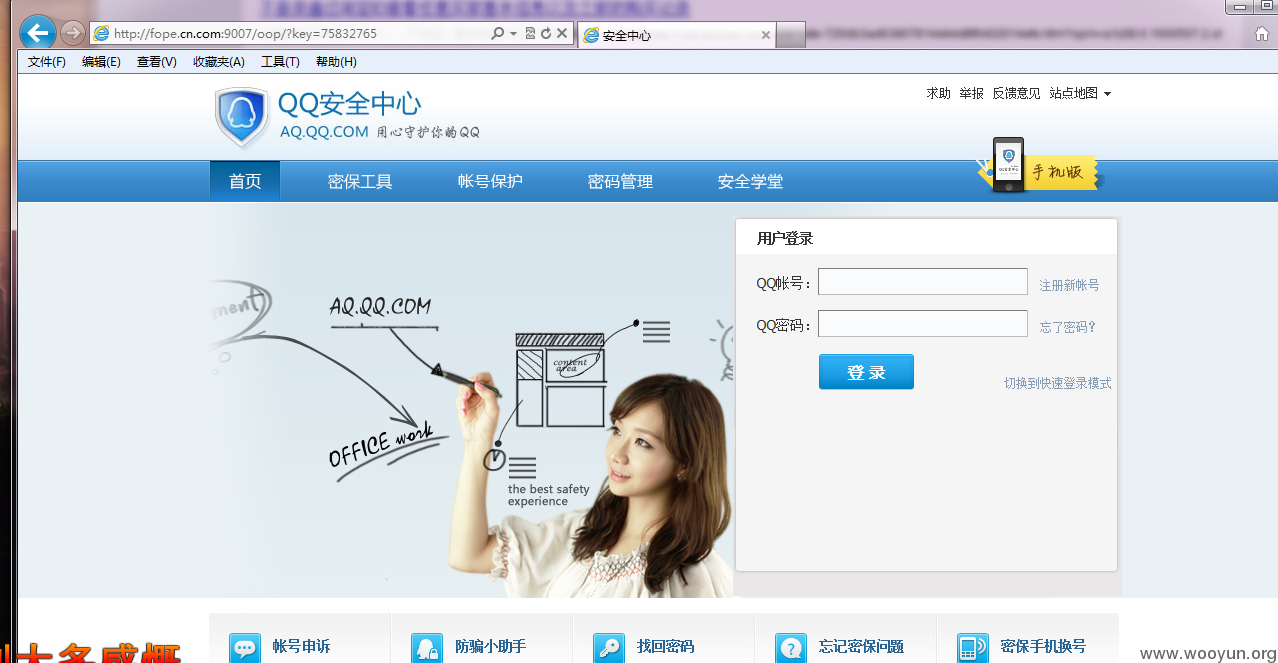 http://fope.cn.com:9007/oop/?key=75832765
安全中心
文件(F) 编辑(E) 查看(V) 收藏夹(A) 工具(T) 帮助(H)
QQ安全中心
AQ.QQ.COM 用心守护你的QQ
求助 举报 反馈意见 站点地图
首页 密保工具 帐号保护 密码管理 安全学堂
手机版
用户登录
QQ帐号：
注册新帐号
QQ密码：
忘了密码？
登 录
切换到快速登录模式
AQ.QQ.COM
content
area
OFFICE work
the best safety
experience
帐号申诉 防骗小助手 找回密码 忘记密保问题 密保手机换号
www.wooyun.org